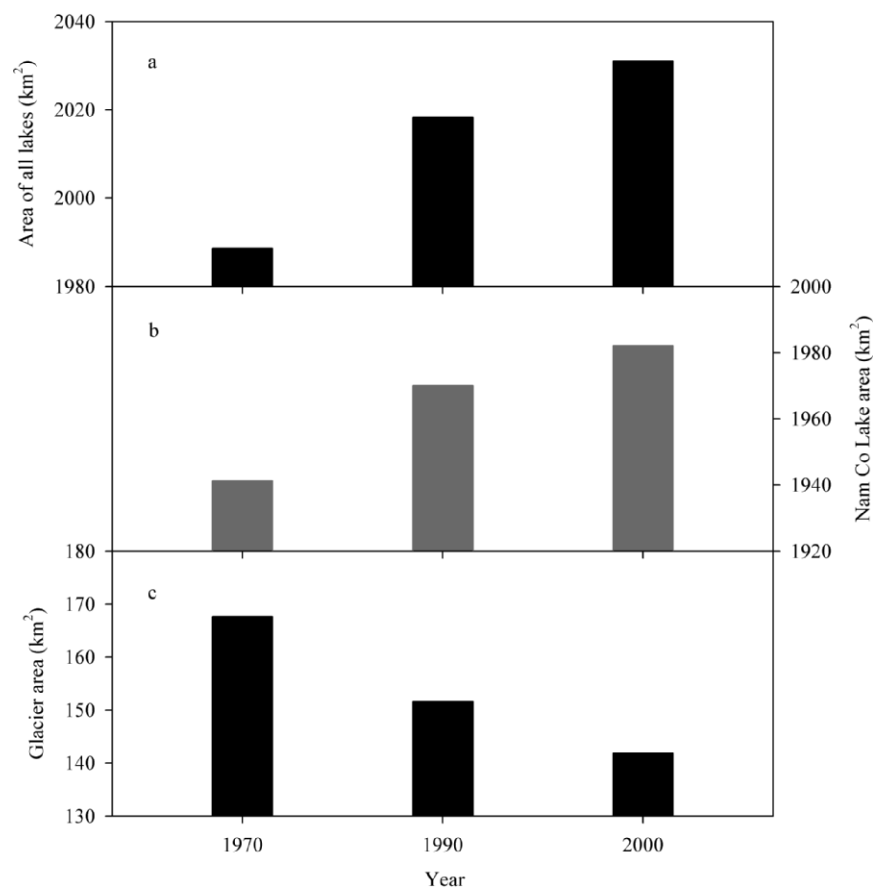 a
Area of all lakes (km²)
2040
2020
2000
1980
b
Nam Co Lake area (km²)
2000
1980
1960
1940
1920
c
Glacier area (km²)
180
170
160
150
140
130
1970
1990
2000
Year